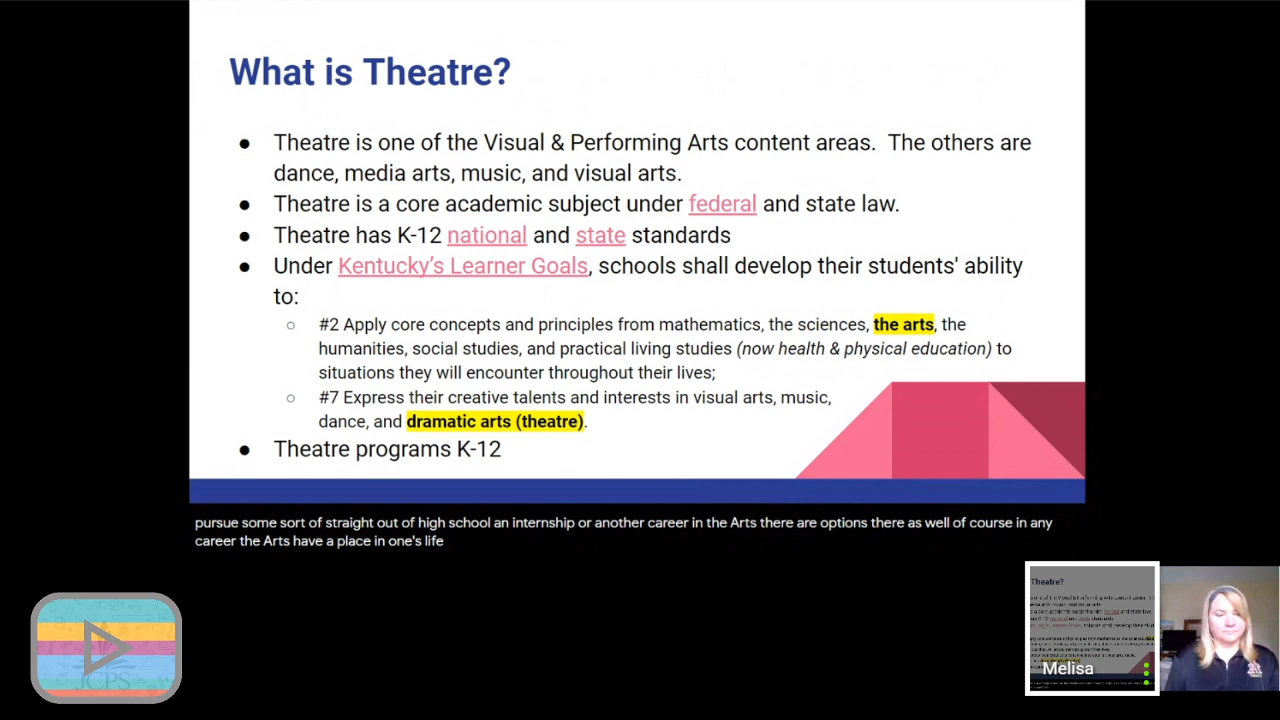 What is Theatre?
● Theatre is one of the Visual & Performing Arts content areas.  The others are
dance, media arts, music, and visual arts.
● Theatre is a core academic subject under federal and state law.
● Theatre has K-12 national and state standards
● Under Kentucky’s Learner Goals, schools shall develop their students' ability
to:
○ #2 Apply core concepts and principles from mathematics, the sciences, the arts, the
humanities, social studies, and practical living studies (now health & physical education) to
situations they will encounter throughout their lives;
○ #7 Express their creative talents and interests in visual arts, music,
dance, and dramatic arts (theatre).
● Theatre programs K-12
pursue some sort of straight out of high school an internship or another career in the Arts there are options there as well of course in any
career the Arts have a place in one's life
JCPS
Theatre?
Melisa